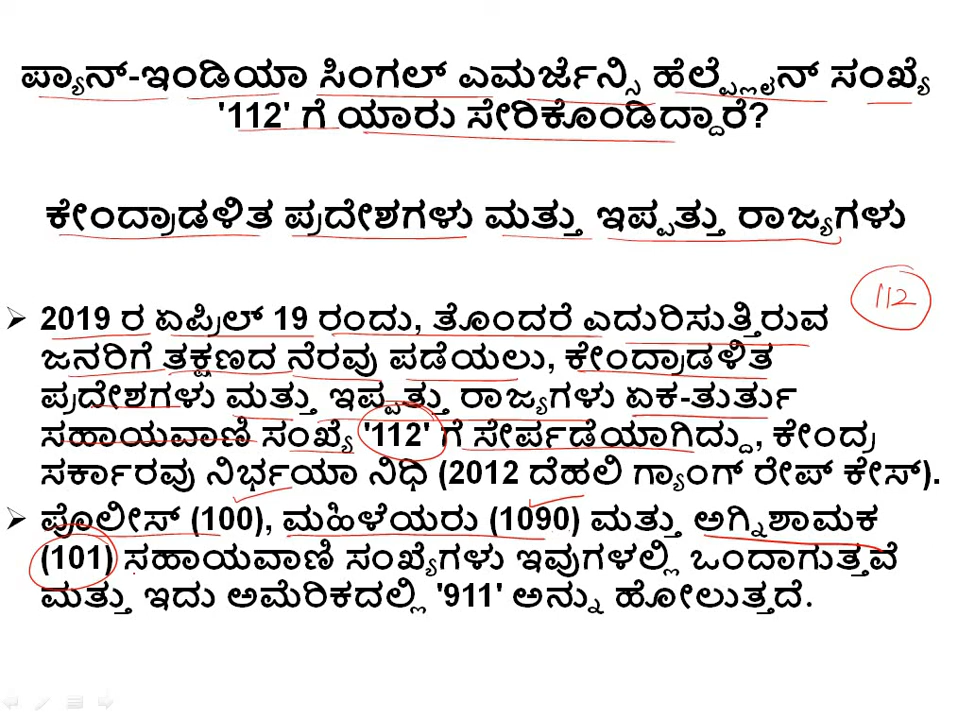 ಪ್ಯಾನ್-ಇಂಡಿಯಾ ಸಿಂಗಲ್ ಎಮರ್ಜೆನ್ಸಿ ಹೆಲ್ಪ್ಲೈನ್ ಸಂಖ್ಯೆ
'112' ಗೆ ಯಾರು ಸೇರಿಕೊಂಡಿದ್ದಾರೆ?
ಕೇಂದ್ರಾಡಳಿತ ಪ್ರದೇಶಗಳು ಮತ್ತು ಇಪ್ಪತ್ತು ರಾಜ್ಯಗಳು
112
➢ 2019 ರ ಏಪ್ರಿಲ್ 19 ರಂದು, ತೊಂದರೆ ಎದುರಿಸುತ್ತಿರುವ
ಜನರಿಗೆ ತಕ್ಷಣದ ನೆರವು ಪಡೆಯಲು, ಕೇಂದ್ರಾಡಳಿತ
ಪ್ರದೇಶಗಳು ಮತ್ತು ಇಪ್ಪತ್ತು ರಾಜ್ಯಗಳು ಏಕ-ತುರ್ತು
ಸಹಾಯವಾಣಿ ಸಂಖ್ಯೆ '112' ಗೆ ಸೇರ್ಪಡೆಯಾಗಿದ್ದು, ಕೇಂದ್ರ
ಸರ್ಕಾರವು ನಿರ್ಭಯಾ ನಿಧಿ (2012 ದೆಹಲಿ ಗ್ಯಾಂಗ್ ರೇಪ್ ಕೇಸ್).
➢ ಪೊಲೀಸ್ (100), ಮಹಿಳೆಯರು (1090) ಮತ್ತು ಅಗ್ನಿಶಾಮಕ
(101) ಸಹಾಯವಾಣಿ ಸಂಖ್ಯೆಗಳು ಇವುಗಳಲ್ಲಿ ಒಂದಾಗುತ್ತವೆ
ಮತ್ತು ಇದು ಅಮೆರಿಕದಲ್ಲಿ '911' ಅನ್ನು ಹೋಲುತ್ತದೆ.